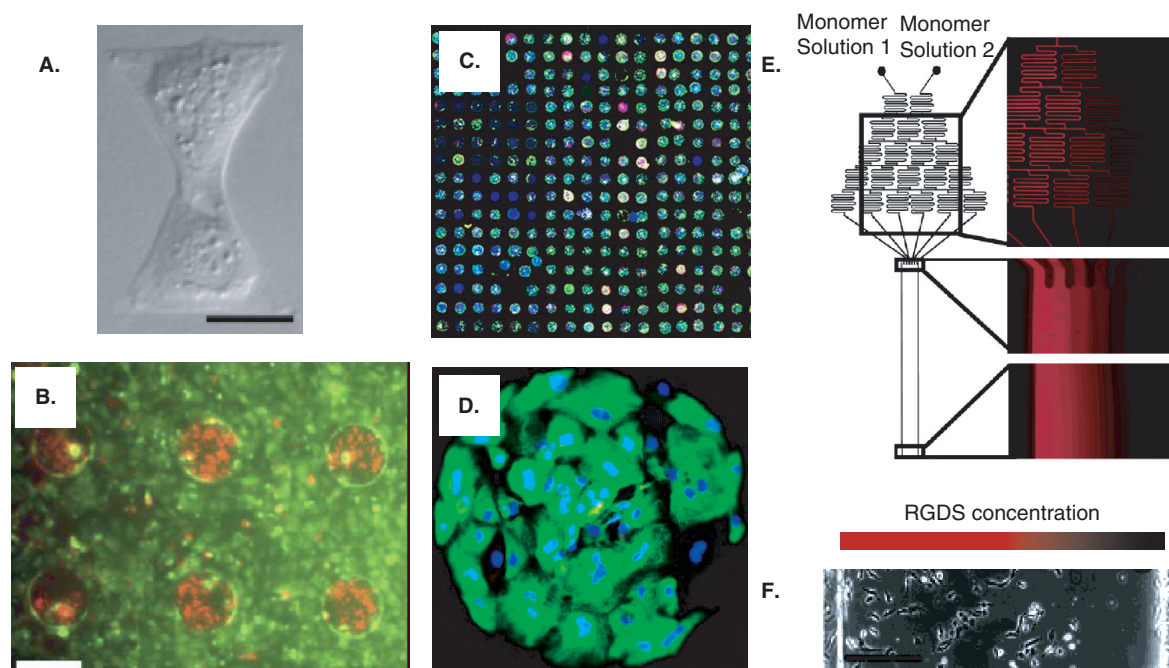 A.
B.
C.
D.
Monomer
Solution 1
Monomer
Solution 2
E.
RGDS concentration
F.